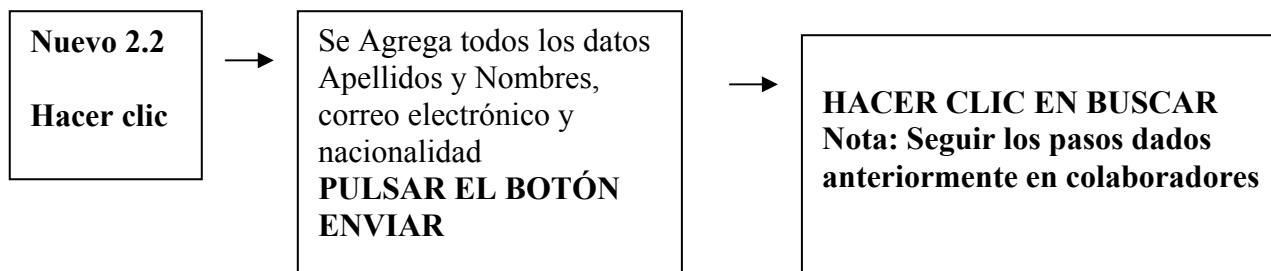 Nuevo 2.2
Hacer clic
Se Agrega todos los datos
Apellidos y Nombres,
correo electrónico y
nacionalidad
PULSAR EL BOTÓN
ENVIAR
HACER CLIC EN BUSCAR
Nota: Seguir los pasos dados
anteriormente en colaboradores